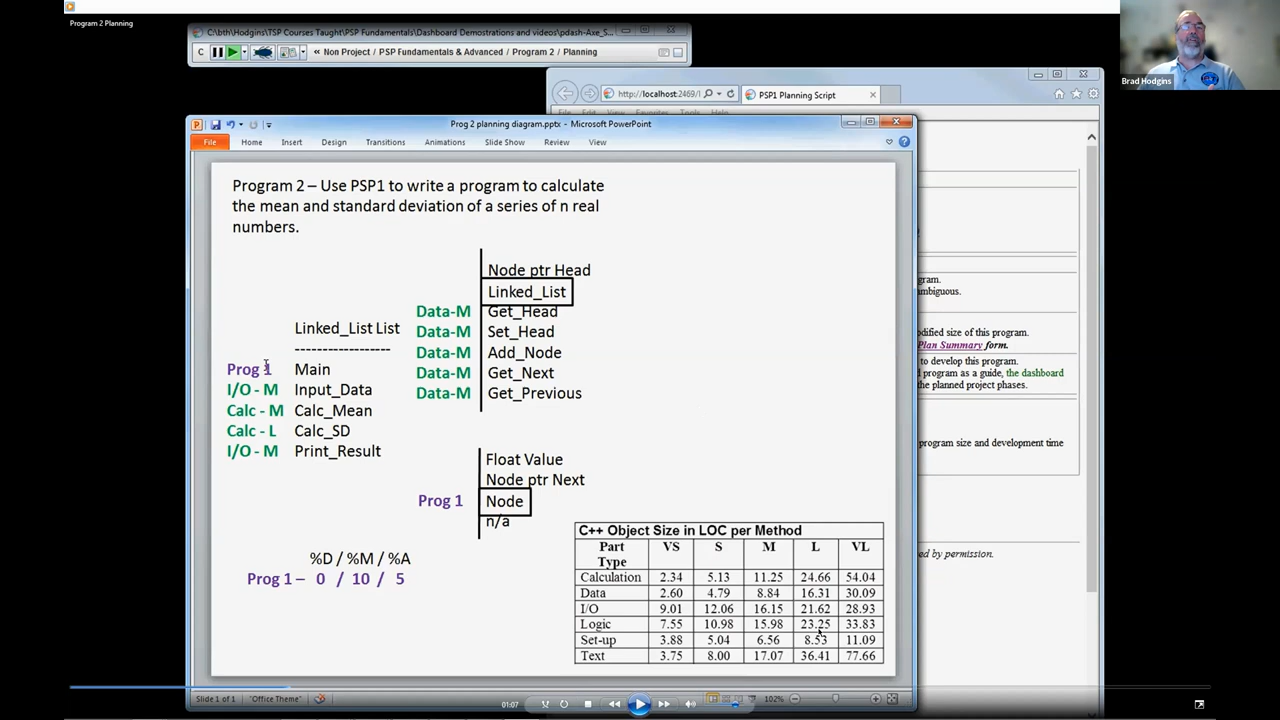 Program 2 Planning
Brad Hodgins
C:\bth\Hodgins\TSP Courses Taught\PSP Fundamentals\Dashboard Demostrations and videos\pdash-Axe_S...
C
« Non Project / PSP Fundamentals & Advanced / Program 2 / Planning
http://localhost:2469/
PSP1 Planning Script
Prog 2 planning diagram.pptx - Microsoft PowerPoint
File Home Insert Design Transitions Animations Slide Show Review View
Program 2 – Use PSP1 to write a program to calculate
the mean and standard deviation of a series of n real
numbers.
Node ptr Head
Linked_List
Data-M Get_Head
Data-M Set_Head
Data-M Add_Node
Data-M Get_Next
Data-M Get_Previous
Linked_List List
------------------
Prog 1 Main
I/O - M Input_Data
Calc - M Calc_Mean
Calc - L Calc_SD
I/O - M Print_Result
Float Value
Node ptr Next
Prog 1 Node
n/a
%D / %M / %A
Prog 1 – 0 / 10 / 5
C++ Object Size in LOC per Method
Part Type VS S M L VL
Calculation 2.34 5.13 11.25 24.66 54.04
Data 2.60 4.79 8.84 16.31 30.09
I/O 9.01 12.06 16.15 21.62 28.93
Logic 7.55 10.98 15.98 23.25 33.83
Set-up 3.88 5.04 6.56 8.53 11.09
Text 3.75 8.00 17.07 36.41 77.66
gram.
ambiguous.
odified size of this program.
Plan Summary form.
to develop this program.
d program as a guide, the dashboard
the planned project phases.
program size and development time
ed by permission.
Slide 1 of 1 "Office Theme" 102%
01:07